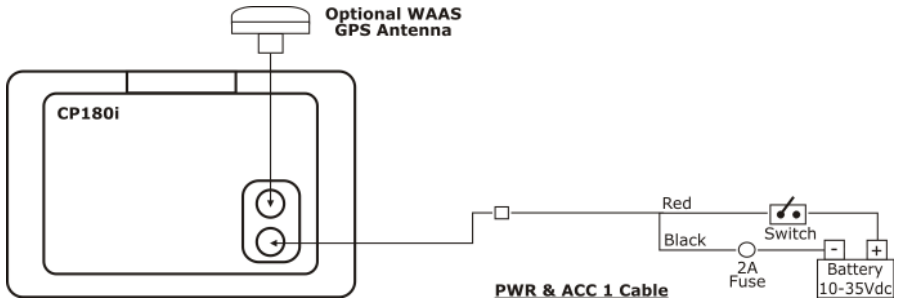 Optional WAAS
GPS Antenna
CP180i
Red
Switch
Black
2A
Fuse
- +
Battery
10-35Vdc
PWR & ACC 1 Cable